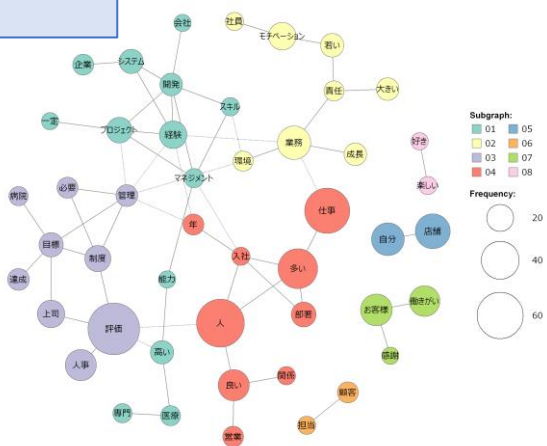 会社
社員
モチベーション
若い
企業
システム
開発
責任
大きい
一定
プロジェクト
経験
スキル
業務
環境
成長
マネジメント
病院
必要
管理
年
仕事
目標
制度
入社
多い
達成
能力
上司
評価
人
部署
人事
高い
良い
関係
専門
医療
営業
好き
楽しい
自分
店舗
お客様
働きがい
感謝
顧客
担当
Subgraph:
01 05
02 06
03 07
04 08
Frequency:
20
40
60